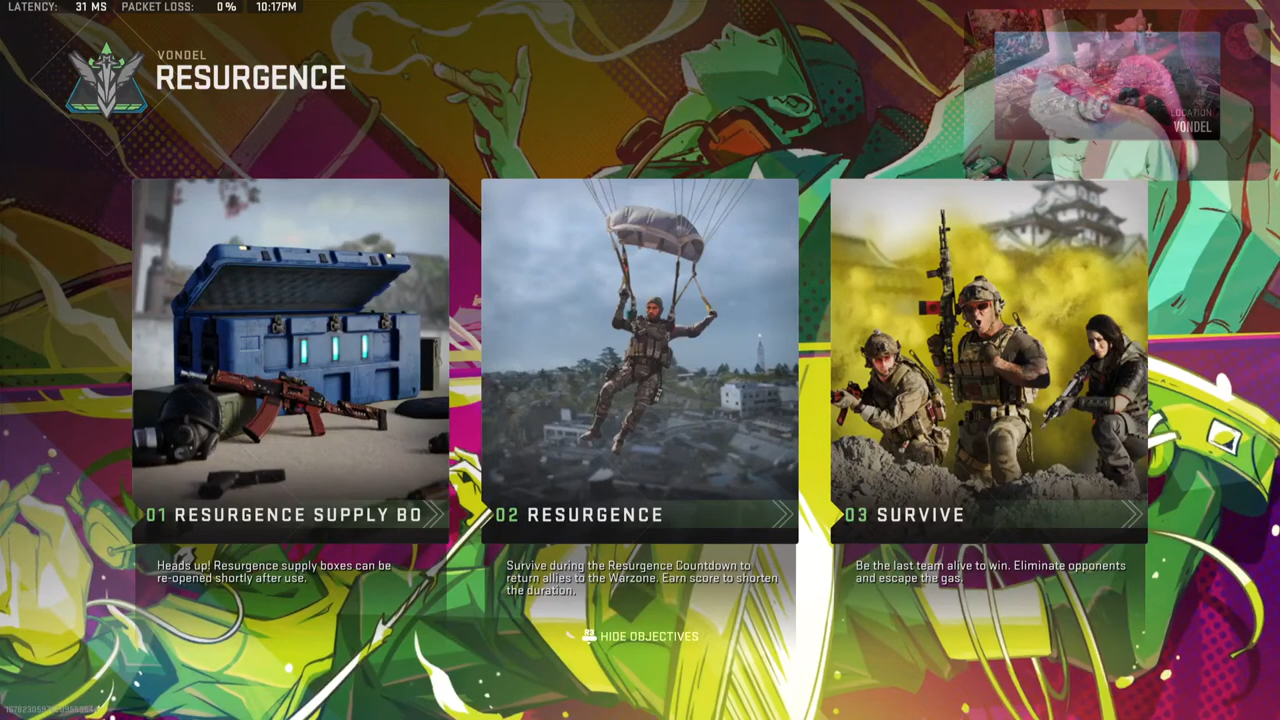 LATENCY: 31 MS PACKET LOSS: 0 % 10:17PM
VONDEL
RESURGENCE
LOCATION
VONDEL
01 RESURGENCE SUPPLY BO
Heads up! Resurgence supply boxes can be
re-opened shortly after use.
02 RESURGENCE
Survive during the Resurgence Countdown to
return allies to the Warzone. Earn score to shorten
the duration.
03 SURVIVE
Be the last team alive to win. Eliminate opponents
and escape the gas.
R3 HIDE OBJECTIVES